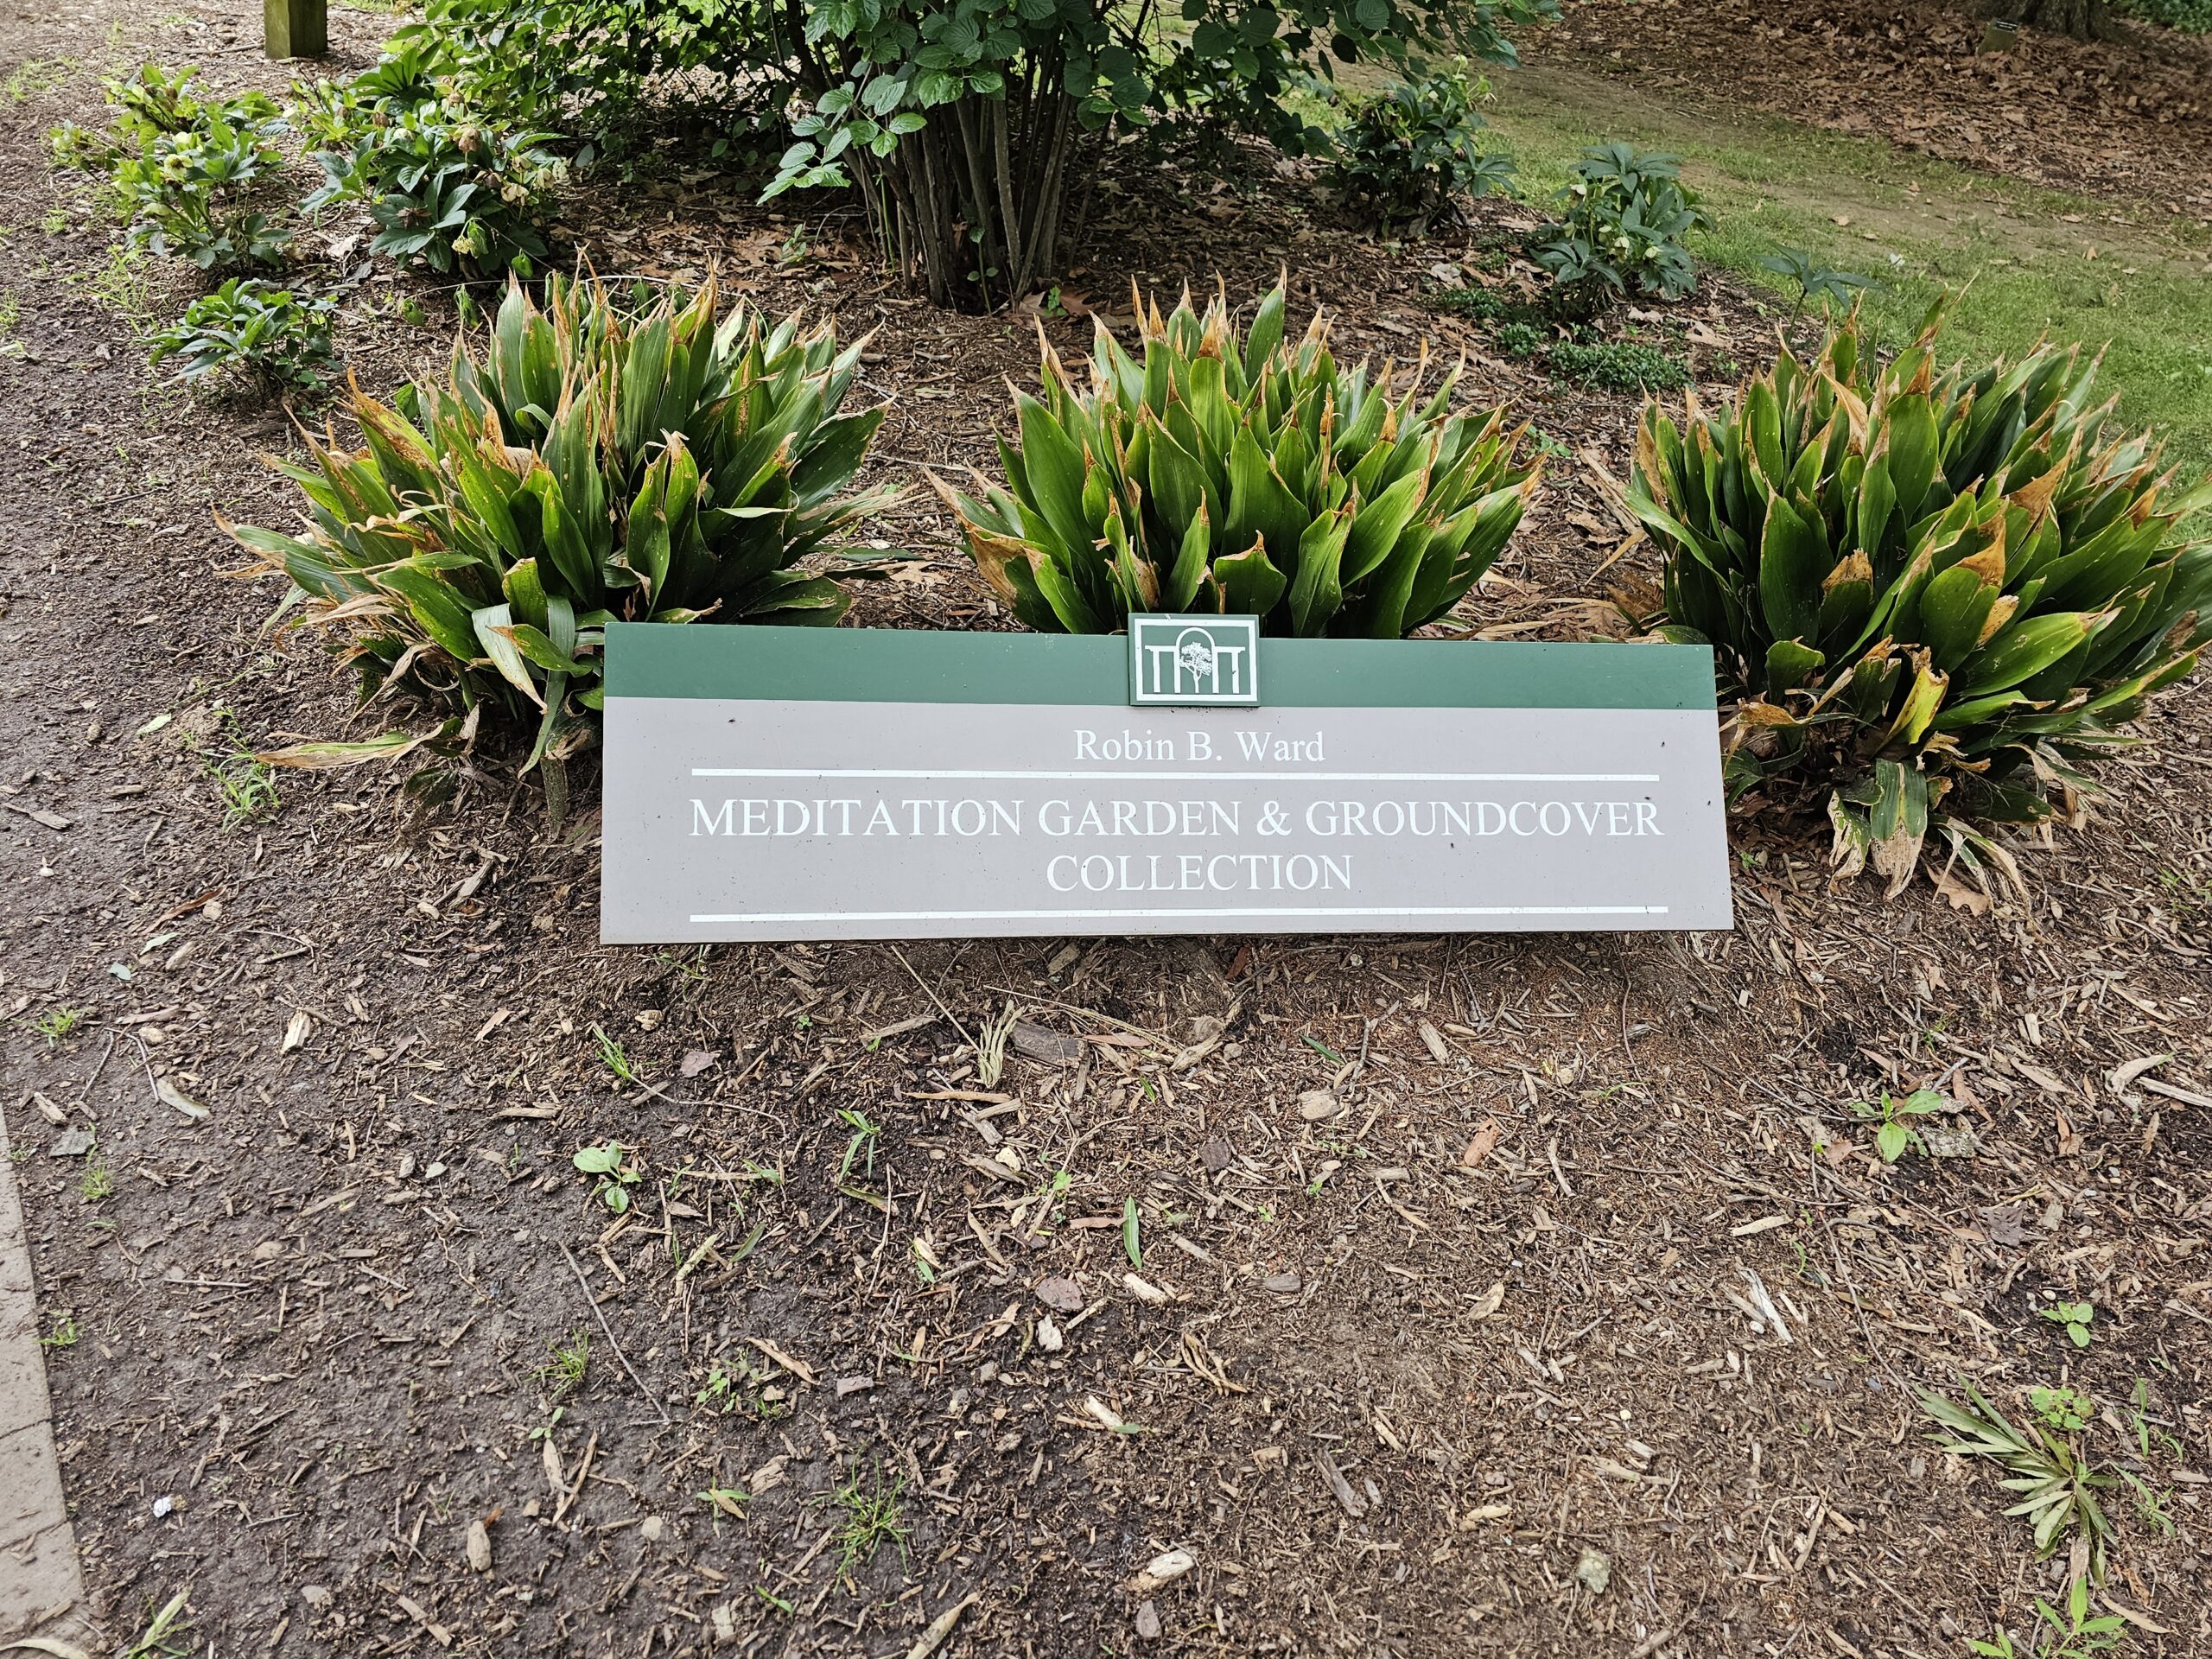 Robin B. Ward
MEDITATION GARDEN & GROUNDCOVER
COLLECTION